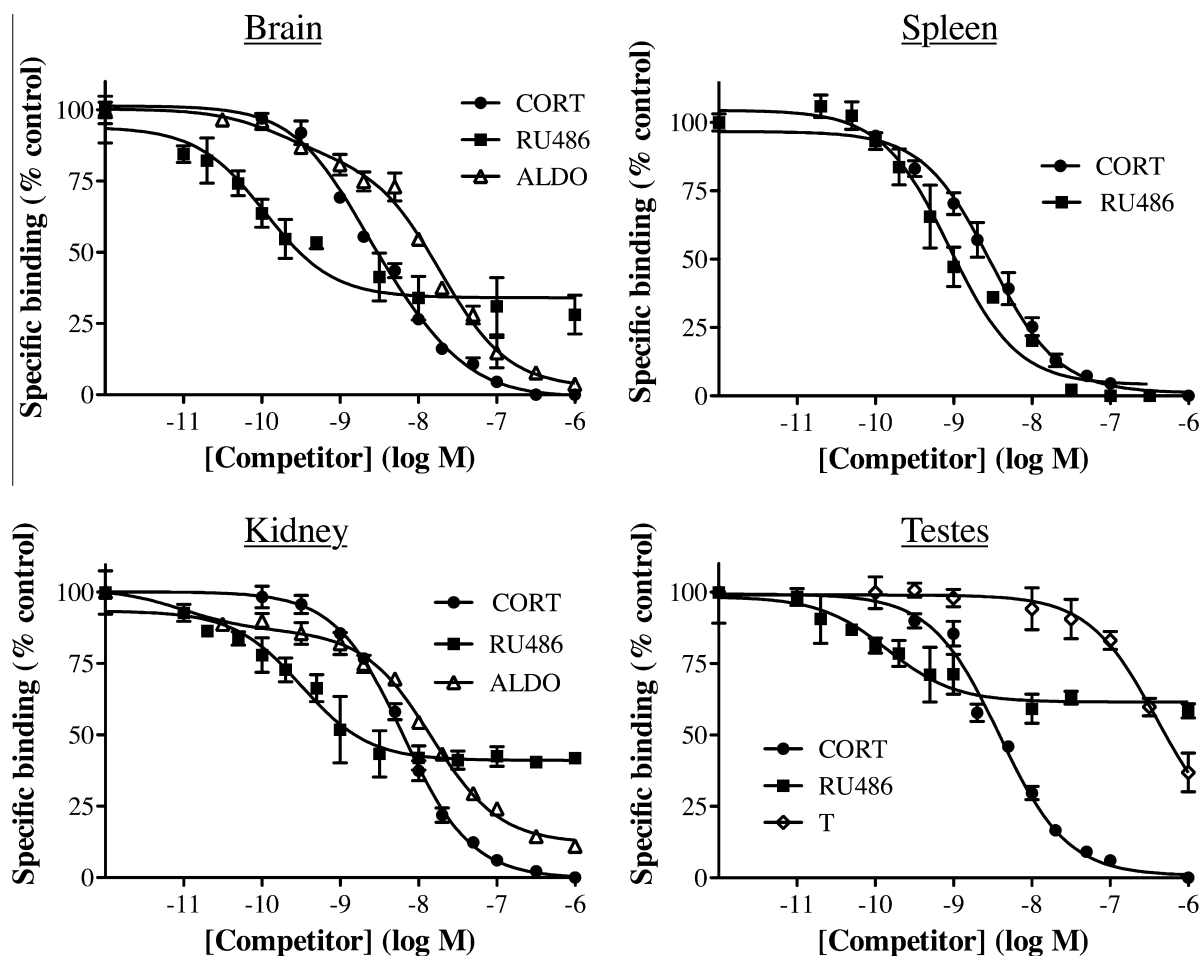 Brain
Specific binding (% control)
100
75
50
25
0
CORT
RU486
ALDO
-11 -10 -9 -8 -7 -6
[Competitor] (log M)
Spleen
Specific binding (% control)
100
75
50
25
0
CORT
RU486
-11 -10 -9 -8 -7 -6
[Competitor] (log M)
Kidney
Specific binding (% control)
100
75
50
25
0
CORT
RU486
ALDO
-11 -10 -9 -8 -7 -6
[Competitor] (log M)
Testes
Specific binding (% control)
100
75
50
25
0
CORT
RU486
T
-11 -10 -9 -8 -7 -6
[Competitor] (log M)